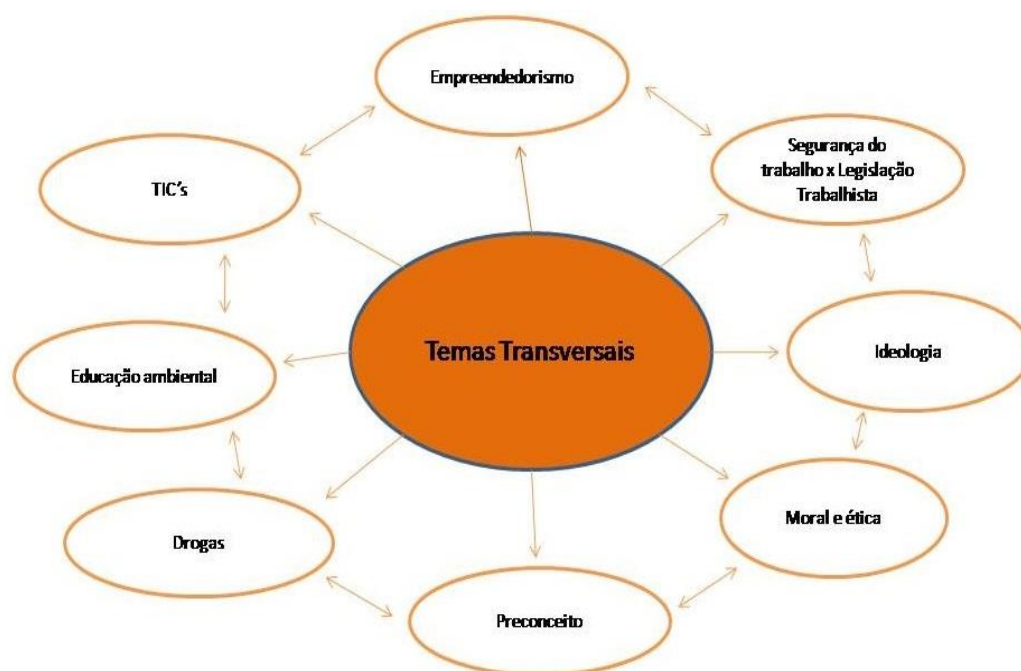 Empreendedorismo
Segurança do
trabalho x Legislação
Trabalhista
TIC´s
Temas Transversais
Ideologia
Educação ambiental
Moral e ética
Drogas
Preconceito